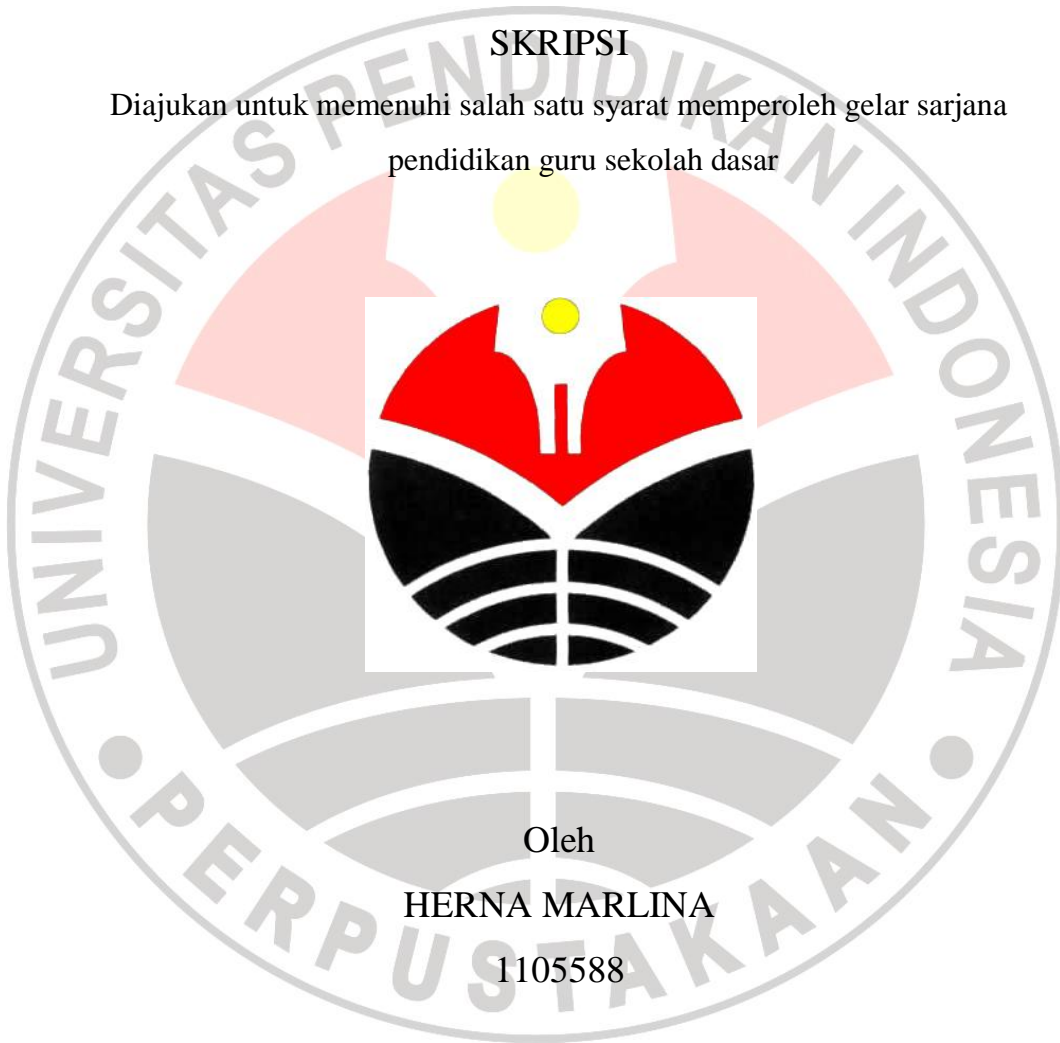 SKRIPSI
Diajukan untuk memenuhi salah satu syarat memperoleh gelar sarjana
pendidikan guru sekolah dasar
UNIVERSITAS PENDIDIKAN INDONESIA
PERPUSTAKAAN
Oleh
HERNA MARLINA
1105588